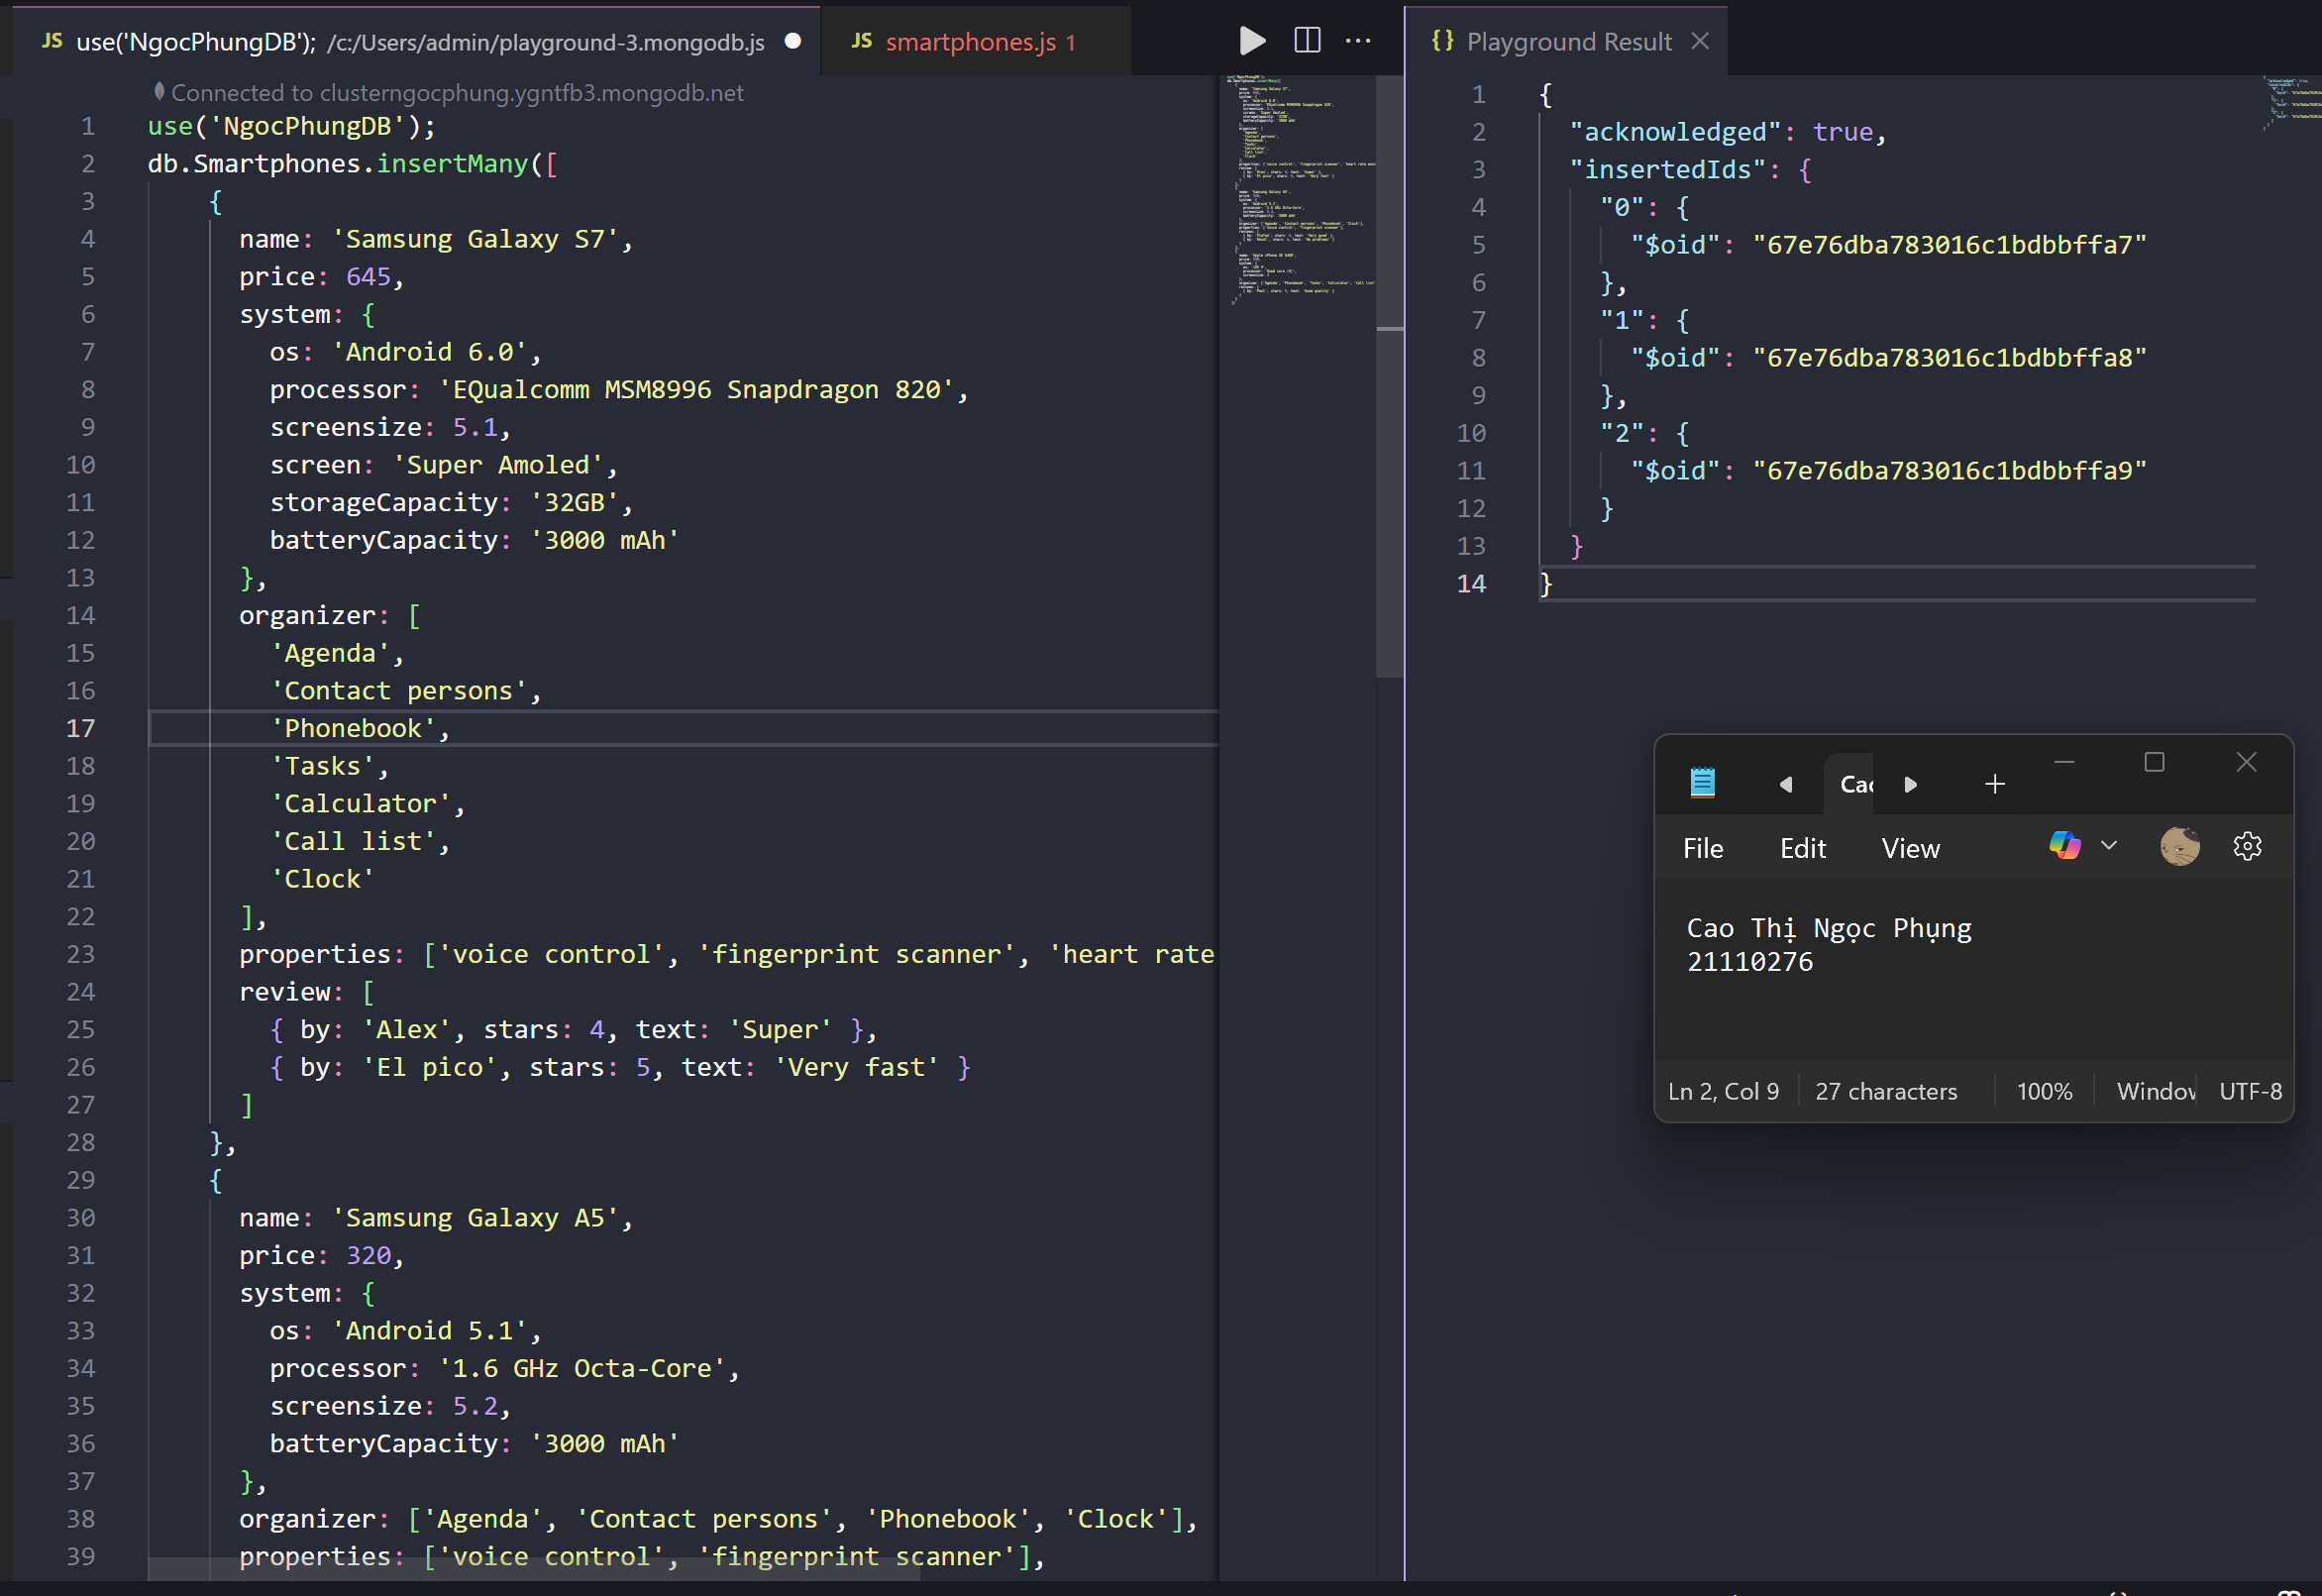 JS use('NgocPhungDB'); /c:/Users/admin/playground-3.mongodb.js
JS smartphones.js 1
Connected to clusterngocphung.ygntfb3.mongodb.net
1 use('NgocPhungDB');
2 db.Smartphones.insertMany([
3 {
4 name: 'Samsung Galaxy S7',
5 price: 645,
6 system: {
7 os: 'Android 6.0',
8 processor: 'EQualcomm MSM8996 Snapdragon 820',
9 screensize: 5.1,
10 screen: 'Super Amoled',
11 storageCapacity: '32GB',
12 batteryCapacity: '3000 mAh'
13 },
14 organizer: [
15 'Agenda',
16 'Contact persons',
17 'Phonebook',
18 'Tasks',
19 'Calculator',
20 'Call list',
21 'Clock'
22 ],
23 properties: ['voice control', 'fingerprint scanner', 'heart rate
24 review: [
25 { by: 'Alex', stars: 4, text: 'Super' },
26 { by: 'El pico', stars: 5, text: 'Very fast' }
27 ]
28 },
29 {
30 name: 'Samsung Galaxy A5',
31 price: 320,
32 system: {
33 os: 'Android 5.1',
34 processor: '1.6 GHz Octa-Core',
35 screensize: 5.2,
36 batteryCapacity: '3000 mAh'
37 },
38 organizer: ['Agenda', 'Contact persons', 'Phonebook', 'Clock'],
39 properties: ['voice control', 'fingerprint scanner'],
{} Playground Result
1 {
2 "acknowledged": true,
3 "insertedIds": {
4 "0": {
5 "$oid": "67e76dba783016c1bdbbffa7"
6 },
7 "1": {
8 "$oid": "67e76dba783016c1bdbbffa8"
9 },
10 "2": {
11 "$oid": "67e76dba783016c1bdbbffa9"
12 }
13 }
14 }
Cao
File Edit View
Cao Thị Ngọc Phụng
21110276
Ln 2, Col 9 27 characters 100% Window UTF-8